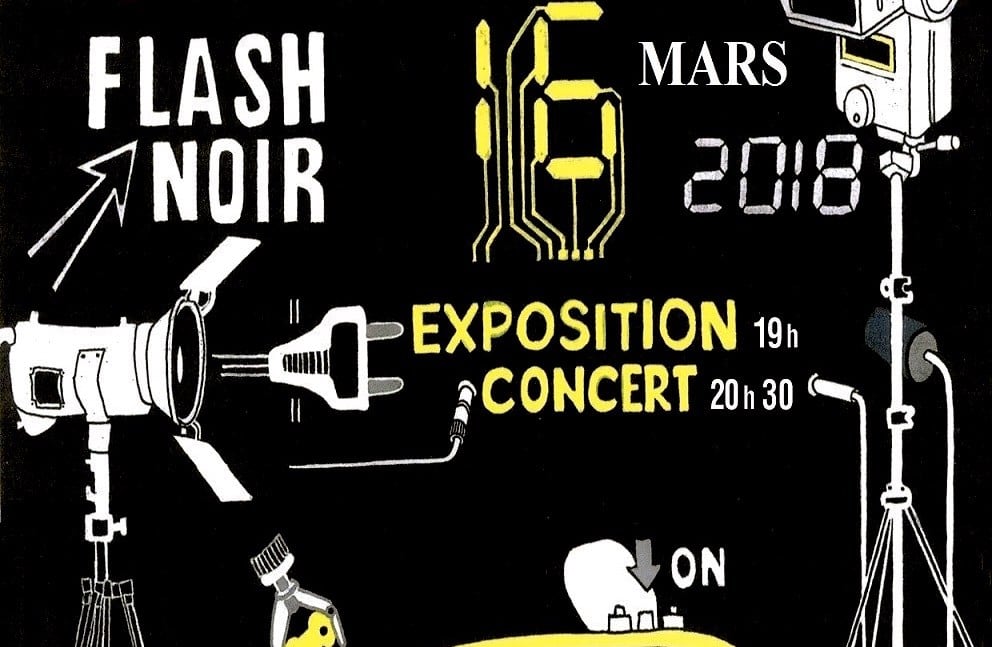 FLASH
NOIR
16 MARS
2018
EXPOSITION 19h
CONCERT 20h30
ON